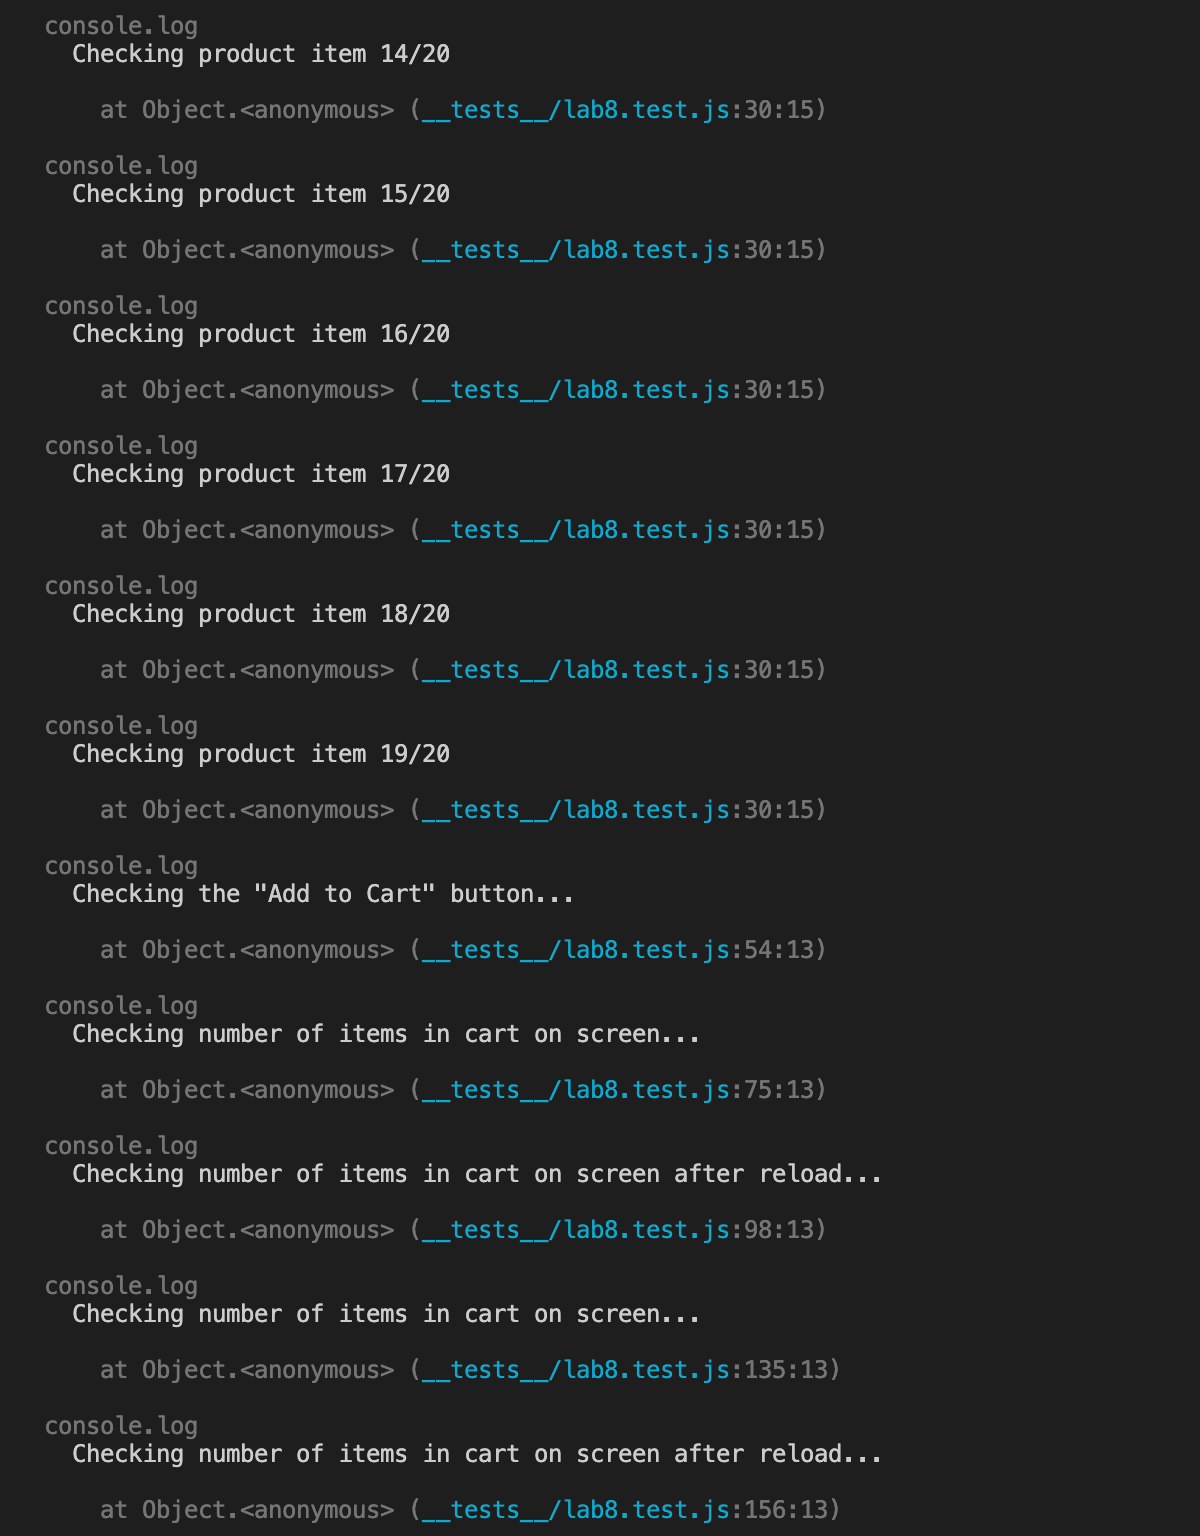 console.log
Checking product item 14/20
at Object.<anonymous> (__tests__/lab8.test.js:30:15)
console.log
Checking product item 15/20
at Object.<anonymous> (__tests__/lab8.test.js:30:15)
console.log
Checking product item 16/20
at Object.<anonymous> (__tests__/lab8.test.js:30:15)
console.log
Checking product item 17/20
at Object.<anonymous> (__tests__/lab8.test.js:30:15)
console.log
Checking product item 18/20
at Object.<anonymous> (__tests__/lab8.test.js:30:15)
console.log
Checking product item 19/20
at Object.<anonymous> (__tests__/lab8.test.js:30:15)
console.log
Checking the "Add to Cart" button...
at Object.<anonymous> (__tests__/lab8.test.js:54:13)
console.log
Checking number of items in cart on screen...
at Object.<anonymous> (__tests__/lab8.test.js:75:13)
console.log
Checking number of items in cart on screen after reload...
at Object.<anonymous> (__tests__/lab8.test.js:98:13)
console.log
Checking number of items in cart on screen...
at Object.<anonymous> (__tests__/lab8.test.js:135:13)
console.log
Checking number of items in cart on screen after reload...
at Object.<anonymous> (__tests__/lab8.test.js:156:13)